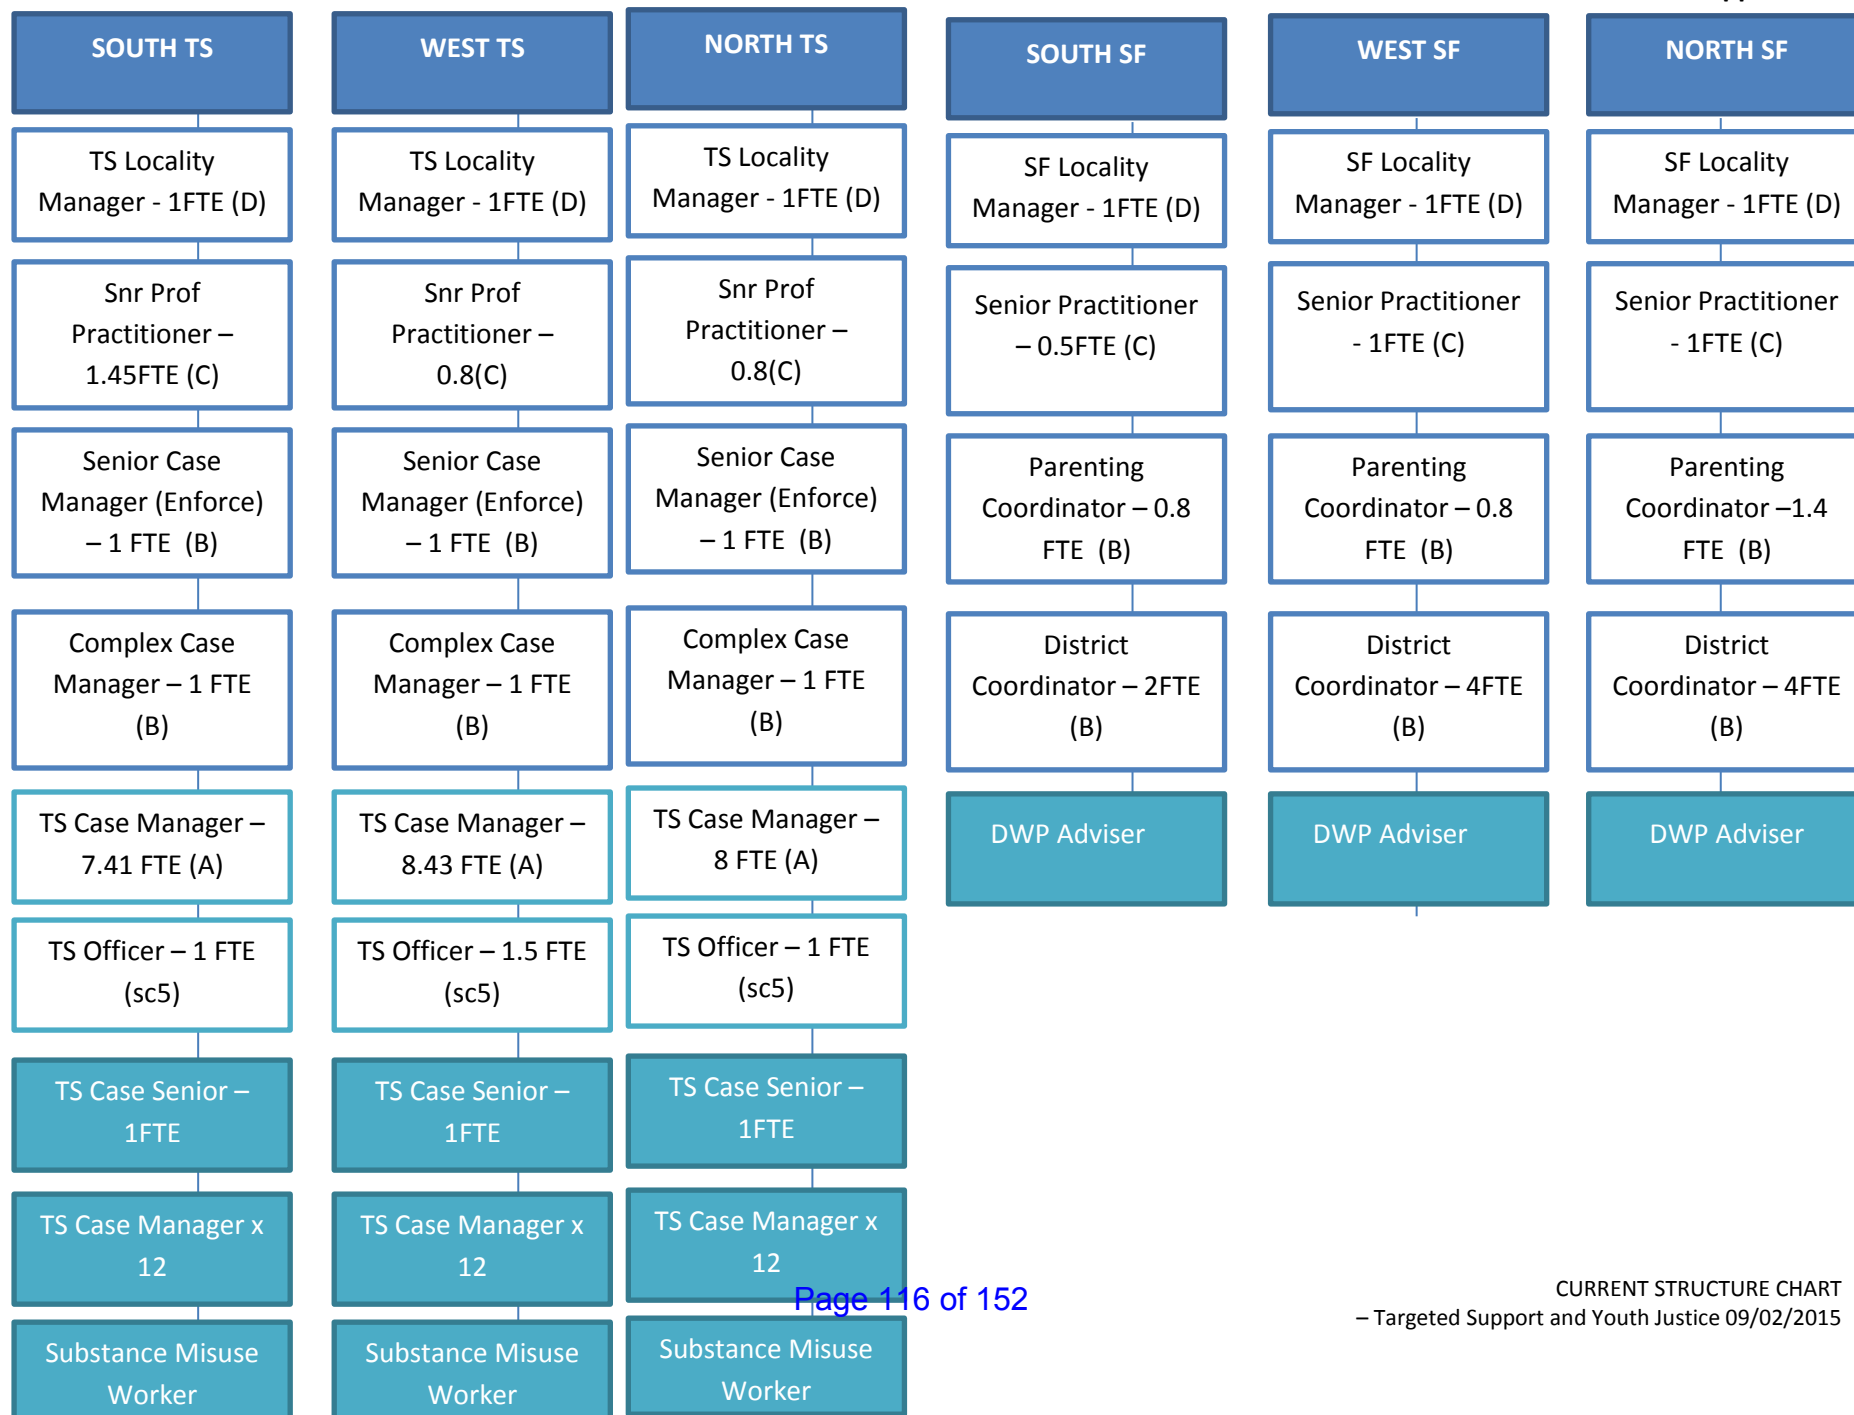 SOUTH TS
TS Locality
Manager - 1FTE (D)
Snr Prof
Practitioner –
1.45FTE (C)
Senior Case
Manager (Enforce)
– 1 FTE (B)
Complex Case
Manager – 1 FTE
(B)
TS Case Manager –
7.41 FTE (A)
TS Officer – 1 FTE
(sc5)
TS Case Senior –
1FTE
TS Case Manager x
12
Substance Misuse
Worker
WEST TS
TS Locality
Manager - 1FTE (D)
Snr Prof
Practitioner –
0.8(C)
Senior Case
Manager (Enforce)
– 1 FTE (B)
Complex Case
Manager – 1 FTE
(B)
TS Case Manager –
8.43 FTE (A)
TS Officer – 1.5 FTE
(sc5)
TS Case Senior –
1FTE
TS Case Manager x
12
Substance Misuse
Worker
NORTH TS
TS Locality
Manager - 1FTE (D)
Snr Prof
Practitioner –
0.8(C)
Senior Case
Manager (Enforce)
– 1 FTE (B)
Complex Case
Manager – 1 FTE
(B)
TS Case Manager –
8 FTE (A)
TS Officer – 1 FTE
(sc5)
TS Case Senior –
1FTE
TS Case Manager x
12
Substance Misuse
Worker
SOUTH SF
SF Locality
Manager - 1FTE (D)
Senior Practitioner
– 0.5FTE (C)
Parenting
Coordinator – 0.8
FTE (B)
District
Coordinator – 2FTE
(B)
DWP Adviser
WEST SF
SF Locality
Manager - 1FTE (D)
Senior Practitioner
- 1FTE (C)
Parenting
Coordinator – 0.8
FTE (B)
District
Coordinator – 4FTE
(B)
DWP Adviser
NORTH SF
SF Locality
Manager - 1FTE (D)
Senior Practitioner
- 1FTE (C)
Parenting
Coordinator –1.4
FTE (B)
District
Coordinator – 4FTE
(B)
DWP Adviser
Page 116 of 152
CURRENT STRUCTURE CHART
– Targeted Support and Youth Justice 09/02/2015